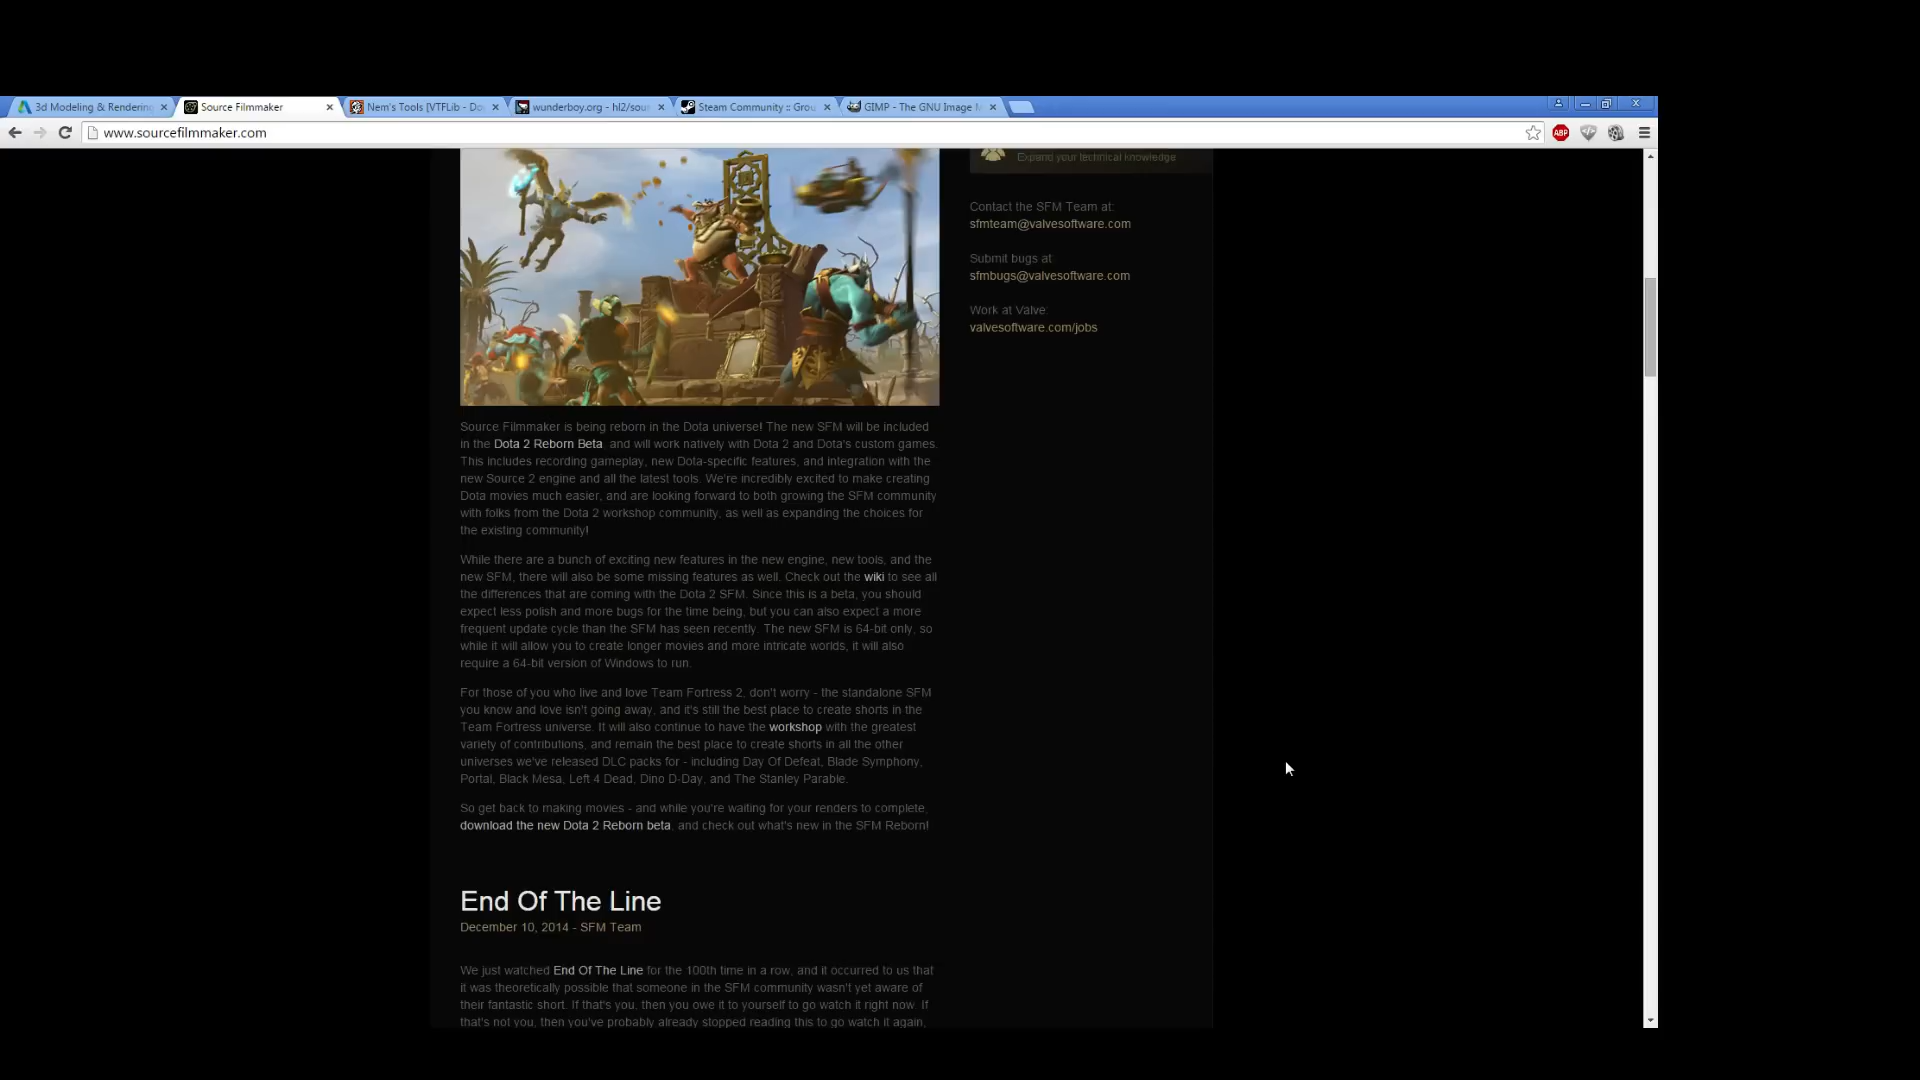 3d Modeling & Rendering
Source Filmmaker
Nem's Tools [VTFLib - Do
wunderboy.org - hl2/sour
Steam Community :: Grou
GIMP - The GNU Image M
www.sourcefilmmaker.com
ABP
Expand your technical knowledge
Contact the SFM Team at:
sfmteam@valvesoftware.com
Submit bugs at:
sfmbugs@valvesoftware.com
Work at Valve:
valvesoftware.com/jobs
Source Filmmaker is being reborn in the Dota universe! The new SFM will be included
in the Dota 2 Reborn Beta, and will work natively with Dota 2 and Dota's custom games.
This includes recording gameplay, new Dota-specific features, and integration with the
new Source 2 engine and all the latest tools. We're incredibly excited to make creating
Dota movies much easier, and are looking forward to both growing the SFM community
with folks from the Dota 2 workshop community, as well as expanding the choices for
the existing community!
While there are a bunch of exciting new features in the new engine, new tools, and the
new SFM, there will also be some missing features as well. Check out the wiki to see all
the differences that are coming with the Dota 2 SFM. Since this is a beta, you should
expect less polish and more bugs for the time being, but you can also expect a more
frequent update cycle than the SFM has seen recently. The new SFM is 64-bit only, so
while it will allow you to create longer movies and more intricate worlds, it will also
require a 64-bit version of Windows to run.
For those of you who live and love Team Fortress 2, don't worry - the standalone SFM
you know and love isn't going away, and it's still the best place to create shorts in the
Team Fortress universe. It will also continue to have the workshop with the greatest
variety of contributions, and remain the best place to create shorts in all the other
universes we've released DLC packs for - including Day Of Defeat, Blade Symphony,
Portal, Black Mesa, Left 4 Dead, Dino D-Day, and The Stanley Parable.
So get back to making movies - and while you're waiting for your renders to complete,
download the new Dota 2 Reborn beta, and check out what's new in the SFM Reborn!
End Of The Line
December 10, 2014 - SFM Team
We just watched End Of The Line for the 100th time in a row, and it occurred to us that
it was theoretically possible that someone in the SFM community wasn't yet aware of
their fantastic short. If that's you, then you owe it to yourself to go watch it right now. If
that's not you, then you've probably already stopped reading this to go watch it again,